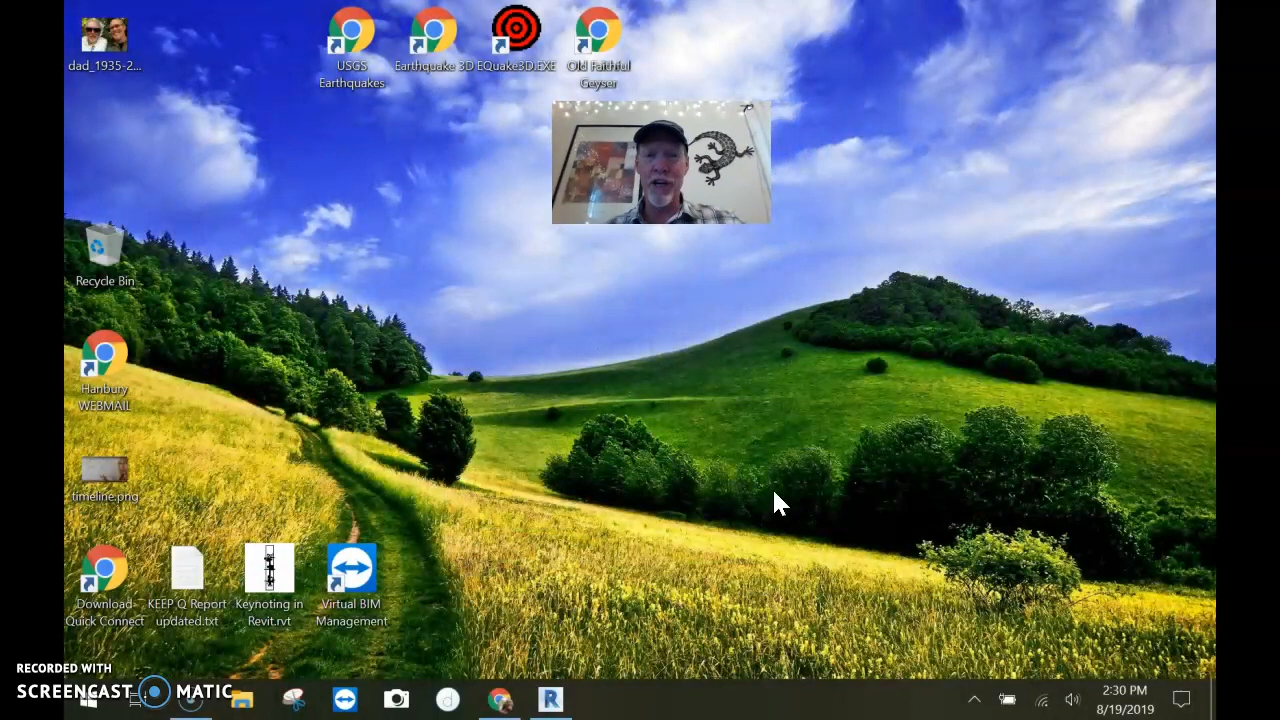 dad_1935-2...
USGS
Earthquakes
Earthquake 3D
EQuake3D.EXE
Old Faithful
Geyser
Recycle Bin
Hanbury
WEBMAIL
timeline.png
Download-
Quick Connect
KEEP Q Report
updated.txt
Keynoting in
Revit.rvt
Virtual BIM
Management
RECORDED WITH
SCREENCAST MATIC
R
2:30 PM
8/19/2019